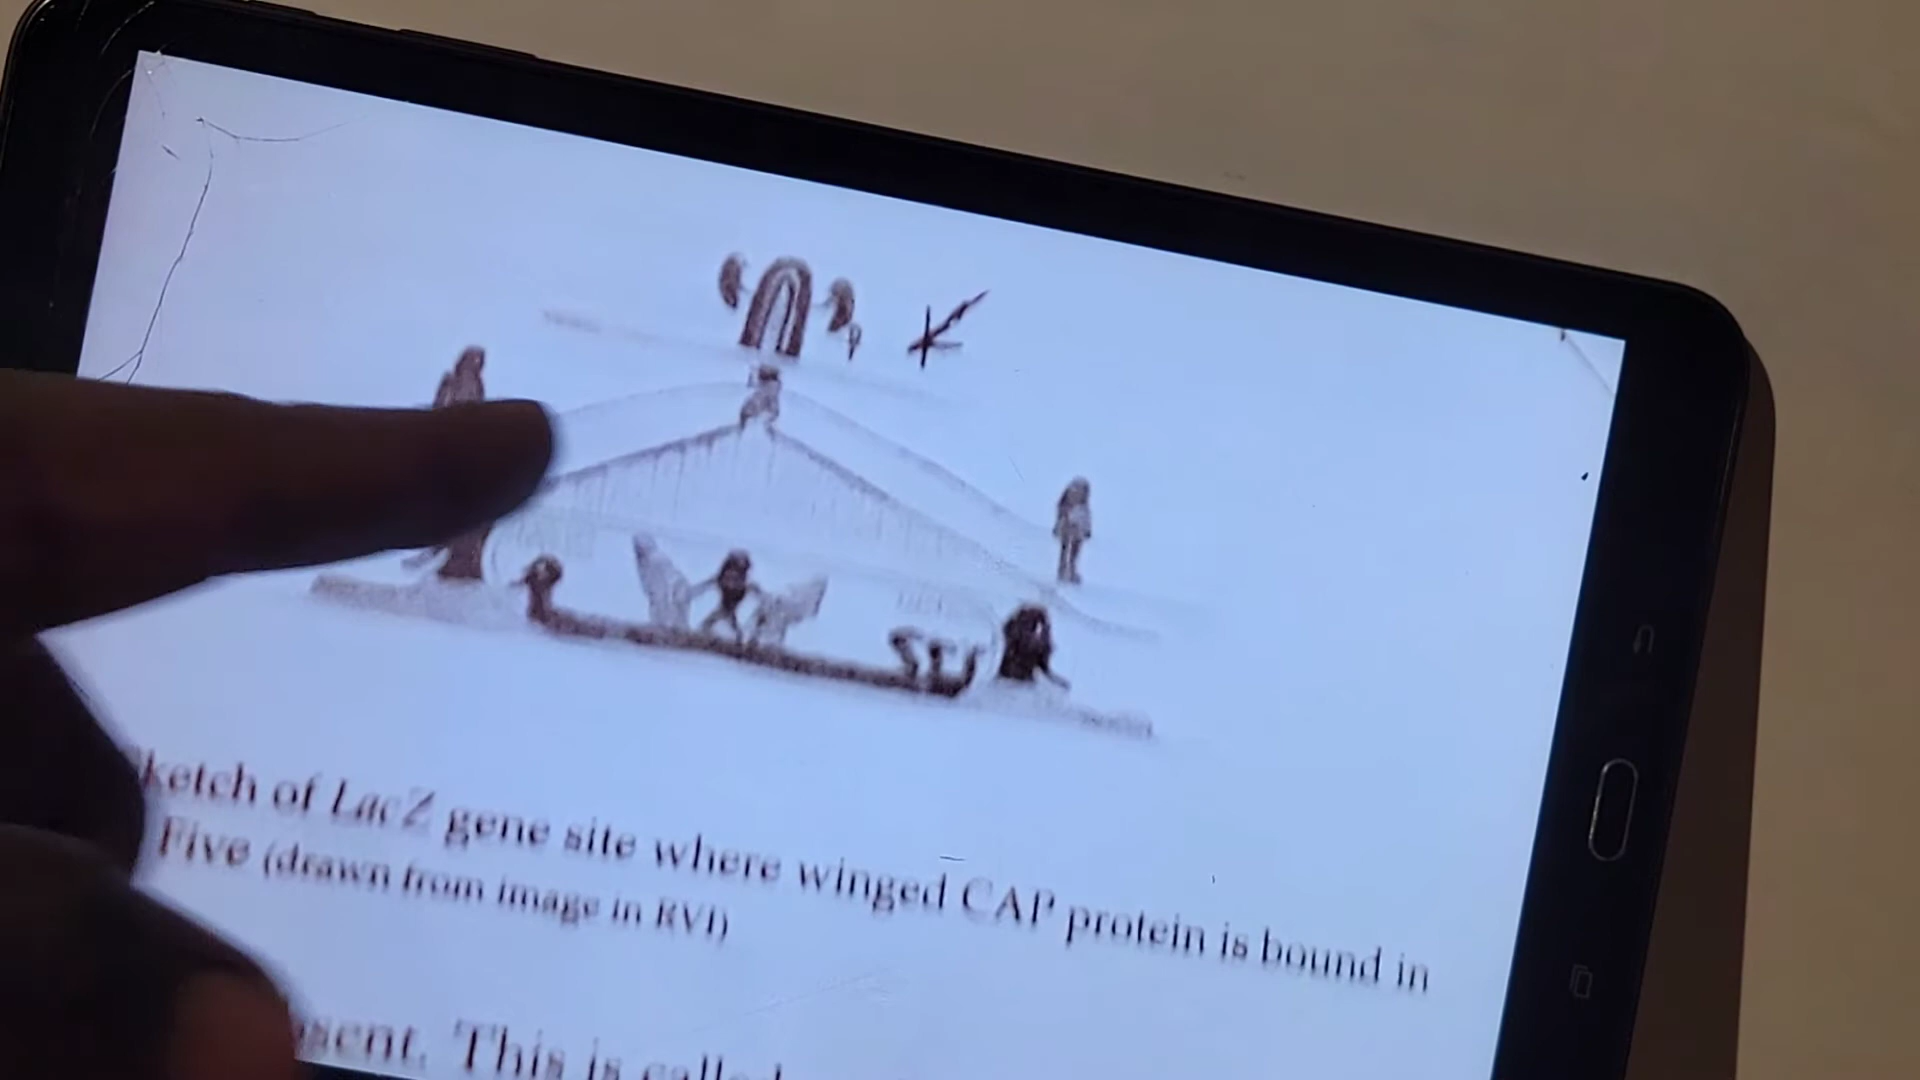 ketch of LacZ gene site where winged CAP protein is bound in
Five (drawn from image in RVI)
sent. This is called